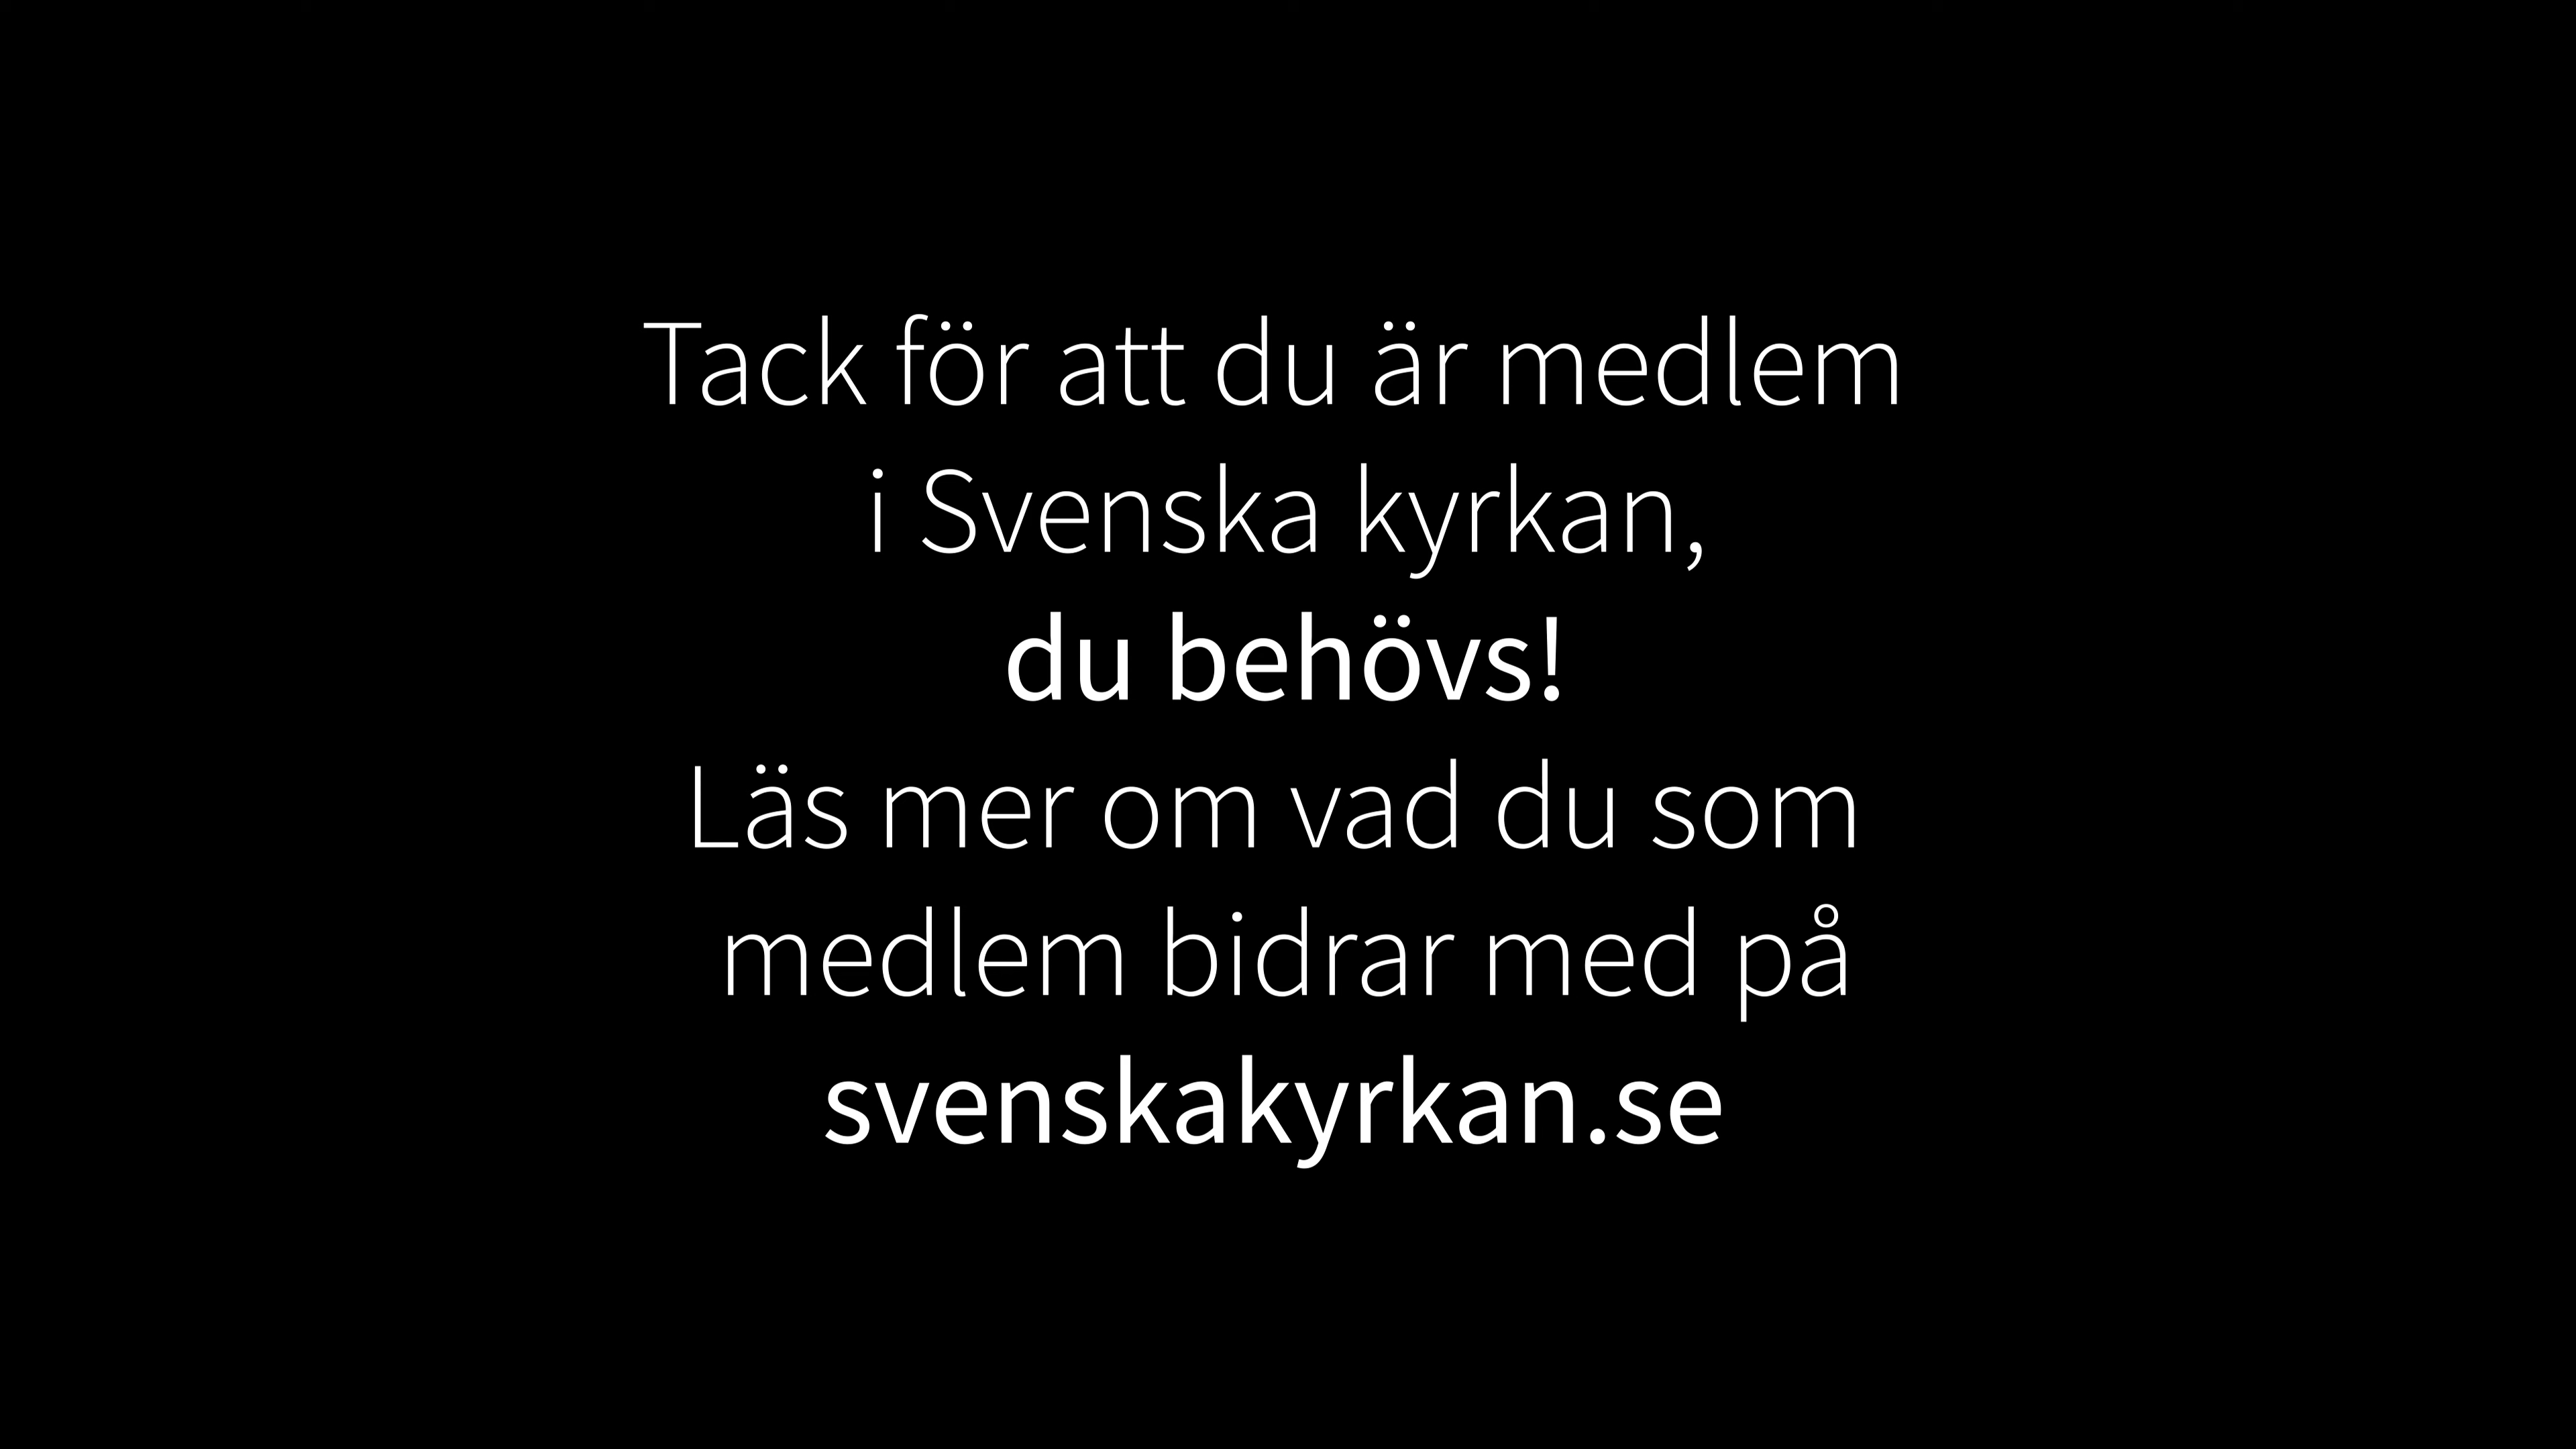 Tack för att du är medlem
i Svenska kyrkan,
du behövs!
Läs mer om vad du som
medlem bidrar med på
svenskakyrkan.se